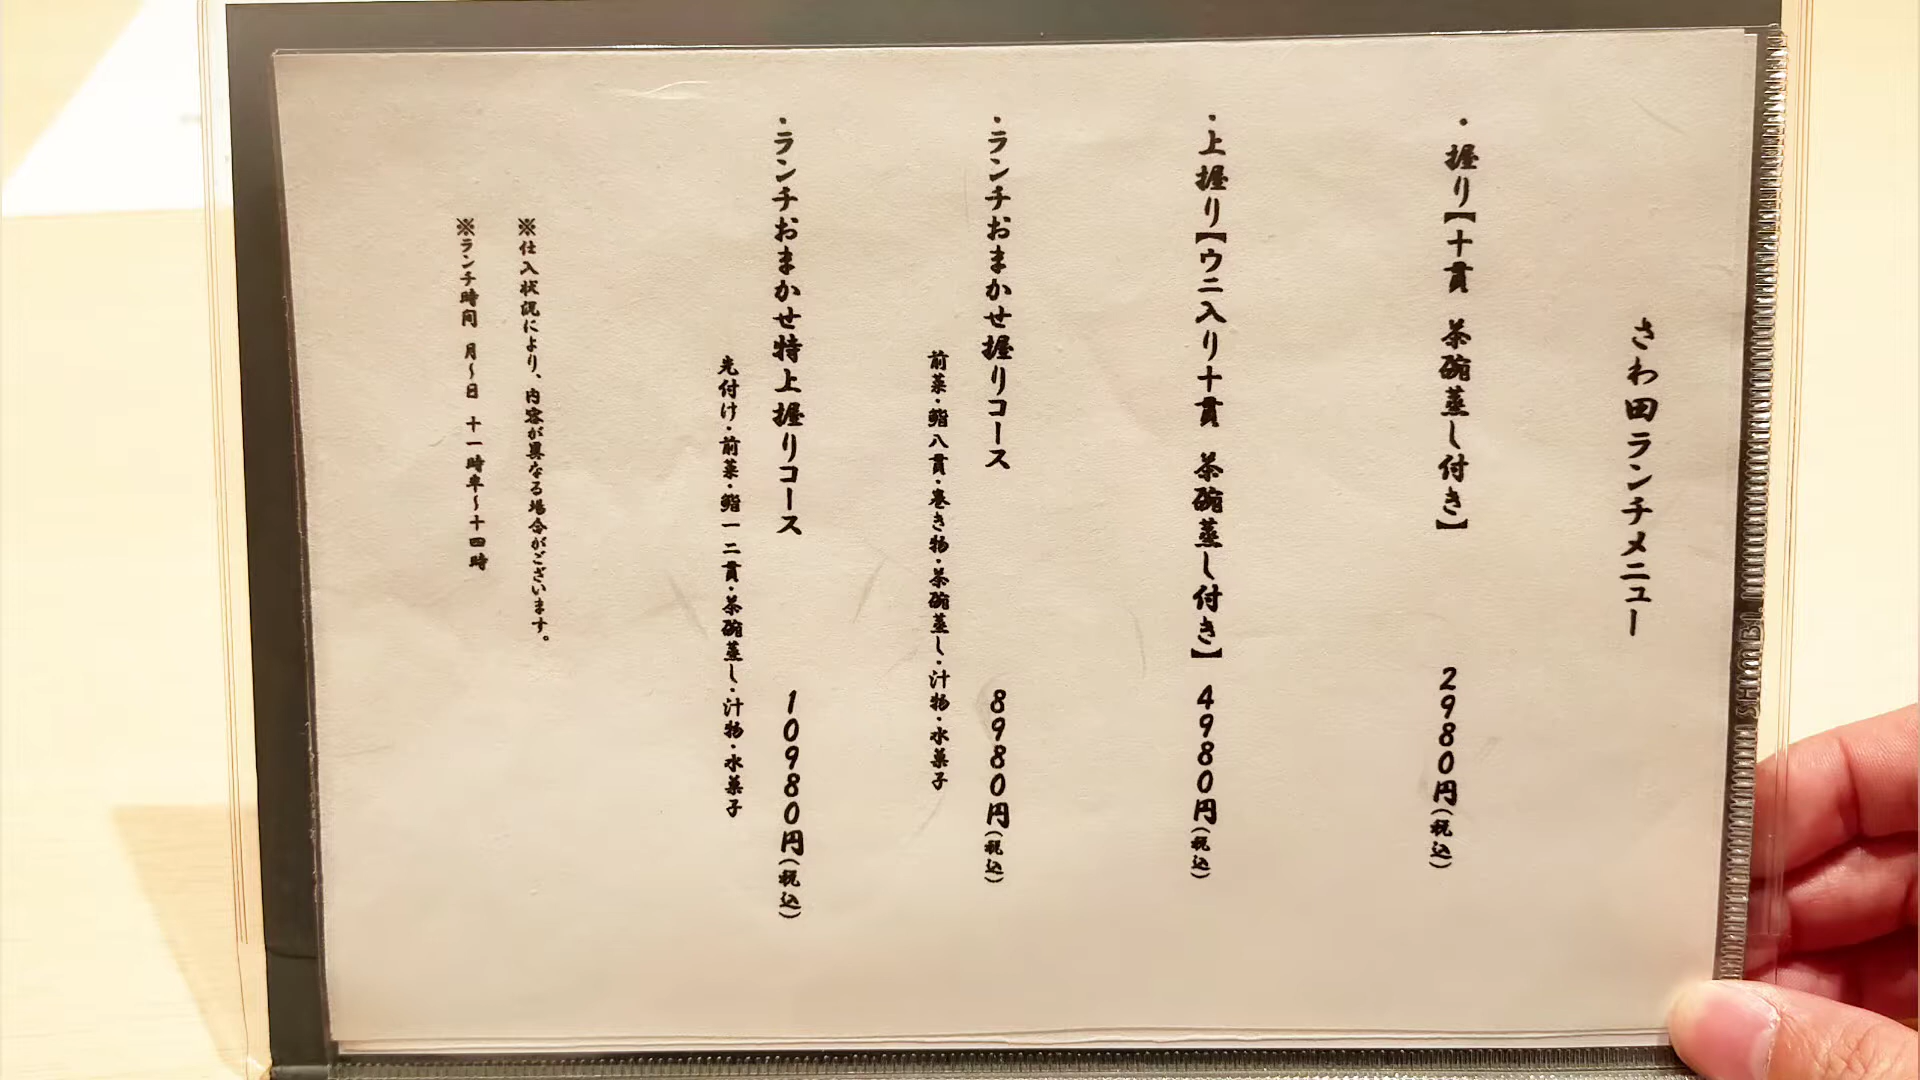 さわ田ランチメニュー
・握り【十貫 茶碗蒸し付き】 2980円(税込)
・上握り【ウニ入り十貫 茶碗蒸し付き】 4980円(税込)
・ランチおまかせ握りコース 8980円(税込)
前菜・鮨八貫・巻き物・茶碗蒸し・汁物・水菓子
・ランチおまかせ特上握りコース 10980円(税込)
先付け・前菜・鮨一二貫・茶碗蒸し・汁物・水菓子
※仕入状況により、内容が異なる場合がございます。
※ランチ時間 月～日 十一時半～十四時